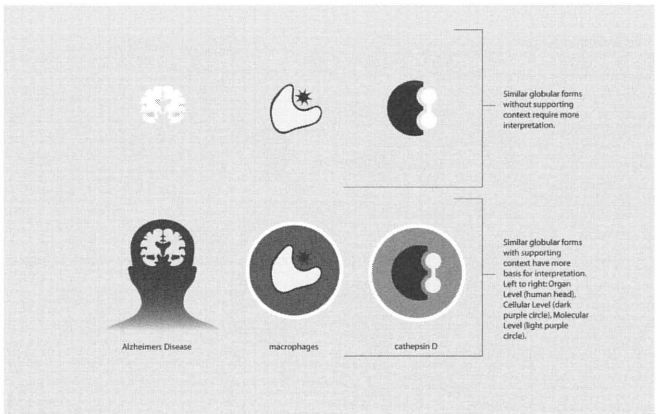 Similar globular forms
without supporting
context require more
interpretation.
Similar globular forms
with supporting
context have more
basis for interpretation.
Left to right: Organ
Level (human head),
Cellular Level (dark
purple circle), Molecular
Level (light purple
circle).
Alzheimers Disease
macrophages
cathepsin D